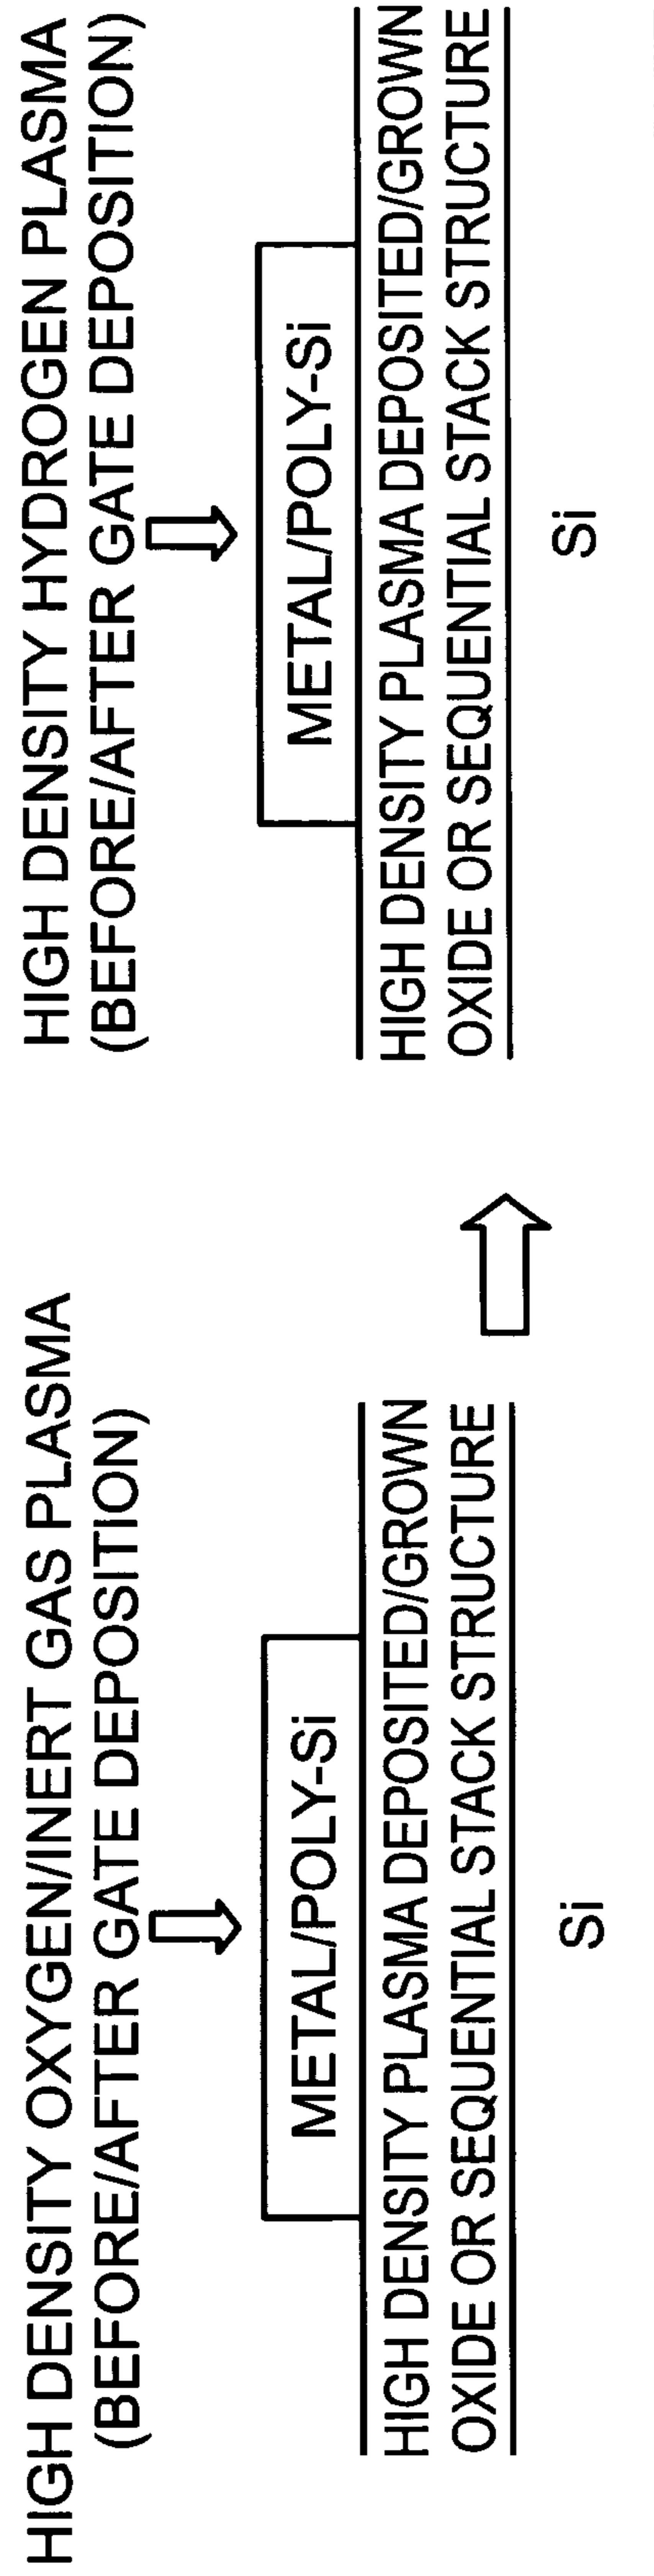 HIGH DENSITY OXYGEN/INERT GAS PLASMA
(BEFORE/AFTER GATE DEPOSITION)
METAL/POLY-Si
HIGH DENSITY PLASMA DEPOSITED/GROWN
OXIDE OR SEQUENTIAL STACK STRUCTURE
Si
HIGH DENSITY HYDROGEN PLASMA
(BEFORE/AFTER GATE DEPOSITION)
METAL/POLY-Si
HIGH DENSITY PLASMA DEPOSITED/GROWN
OXIDE OR SEQUENTIAL STACK STRUCTURE
Si